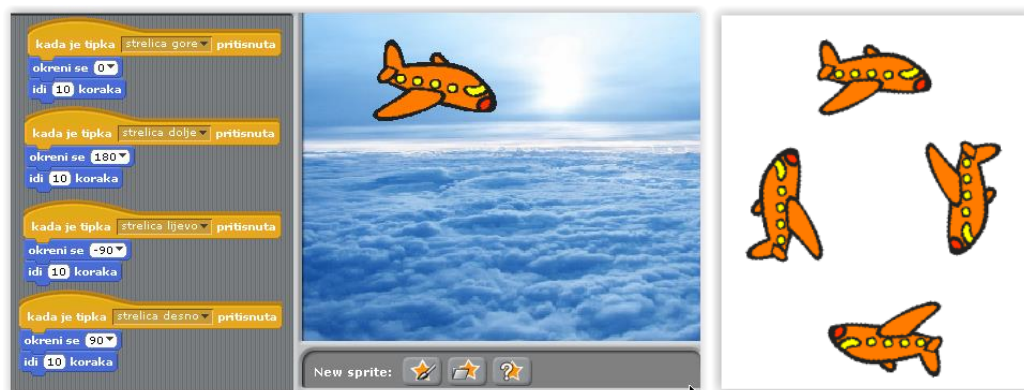 kada je tipka strelica gore pritisnuta
okreni se 0
idi 10 koraka
kada je tipka strelica dolje pritisnuta
okreni se 180
idi 10 koraka
kada je tipka strelica lijevo pritisnuta
okreni se -90
idi 10 koraka
kada je tipka strelica desno pritisnuta
okreni se 90
idi 10 koraka
New sprite: